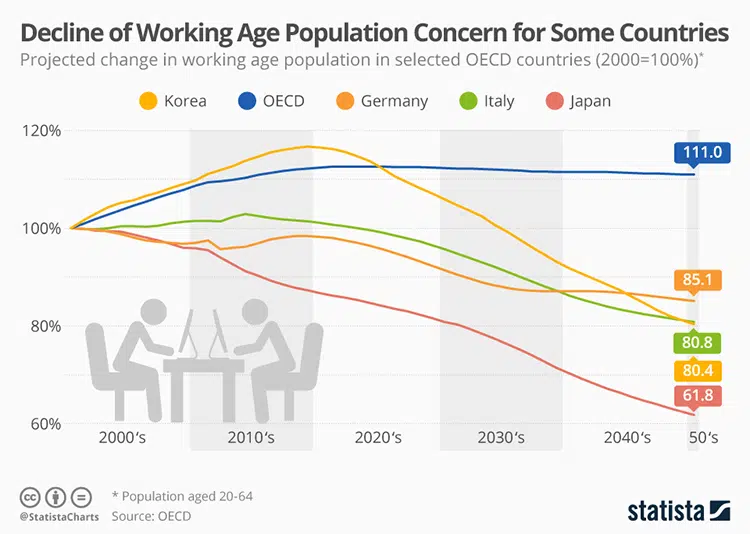 Decline of Working Age Population Concern for Some Countries
Projected change in working age population in selected OECD countries (2000=100%)*
Korea OECD Germany Italy Japan
120%
111.0
100%
85.1
80%
80.8
80.4
61.8
60%
2000‘s 2010‘s 2020‘s 2030‘s 2040‘s 50‘s
cc
@StatistaCharts
* Population aged 20-64
Source: OECD
statista